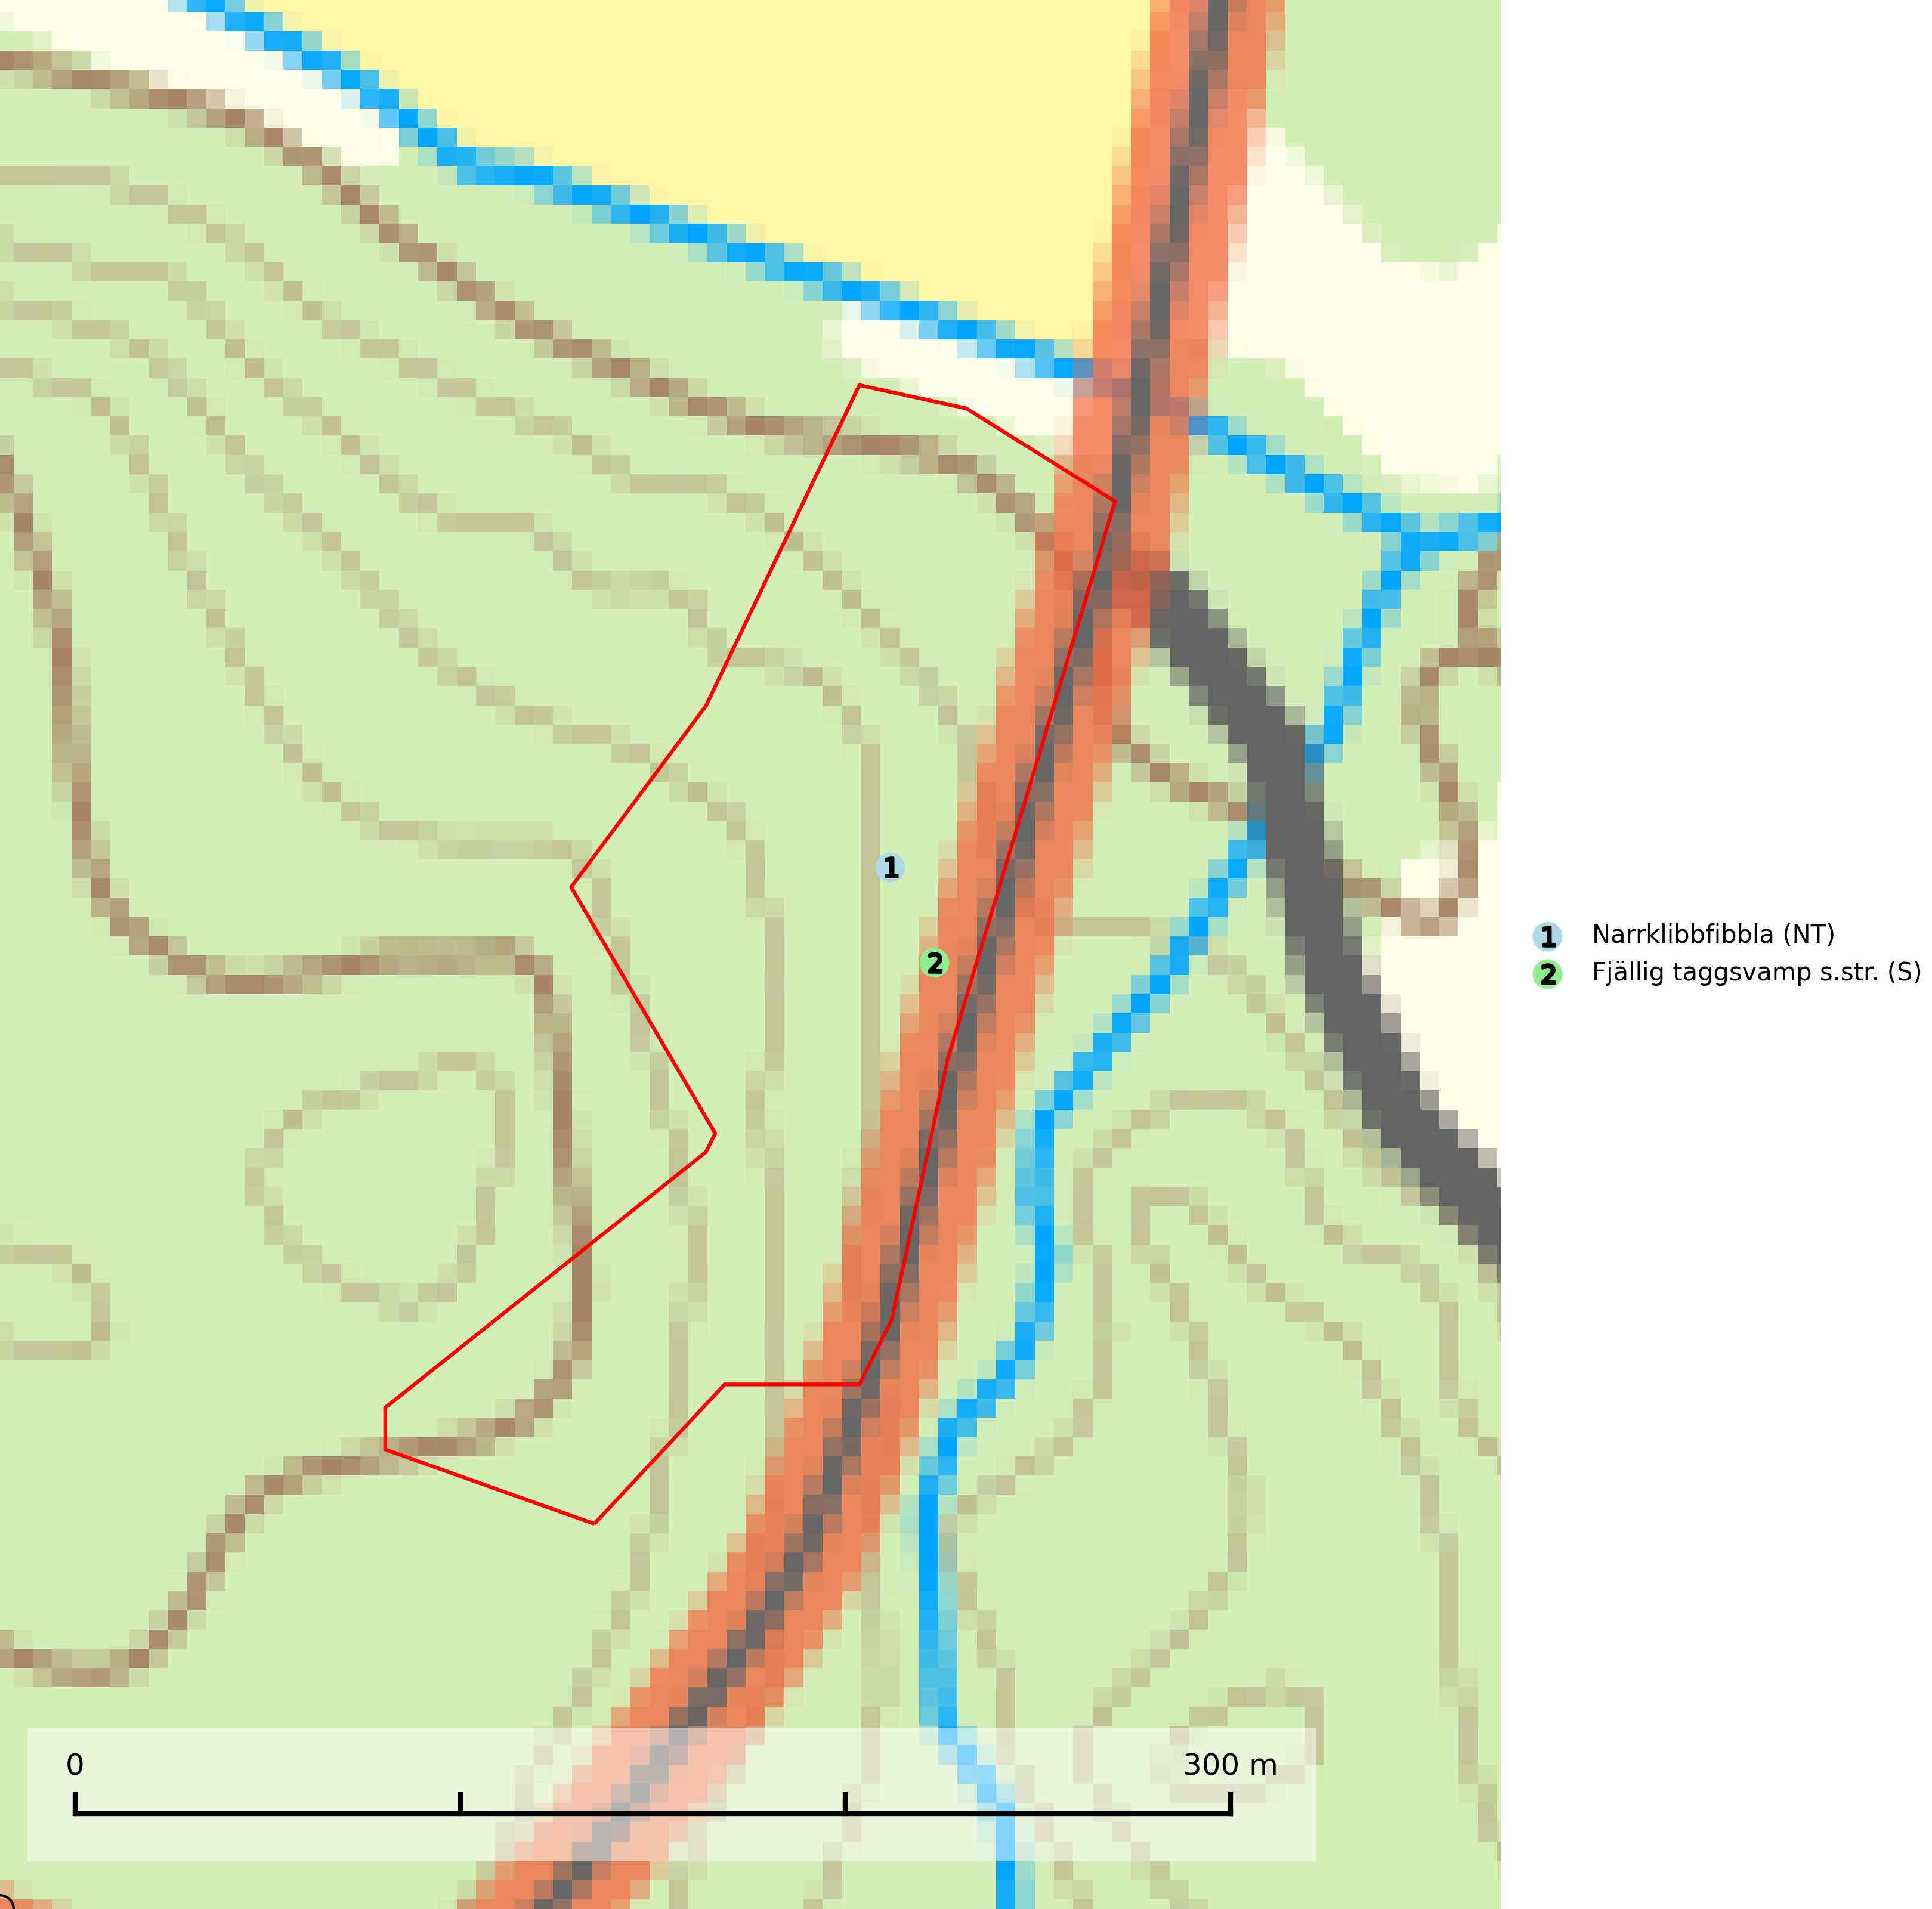 1
2
1 Narrklibbfibbla (NT)
2 Fjällig taggsvamp s.str. (S)
0 300 m